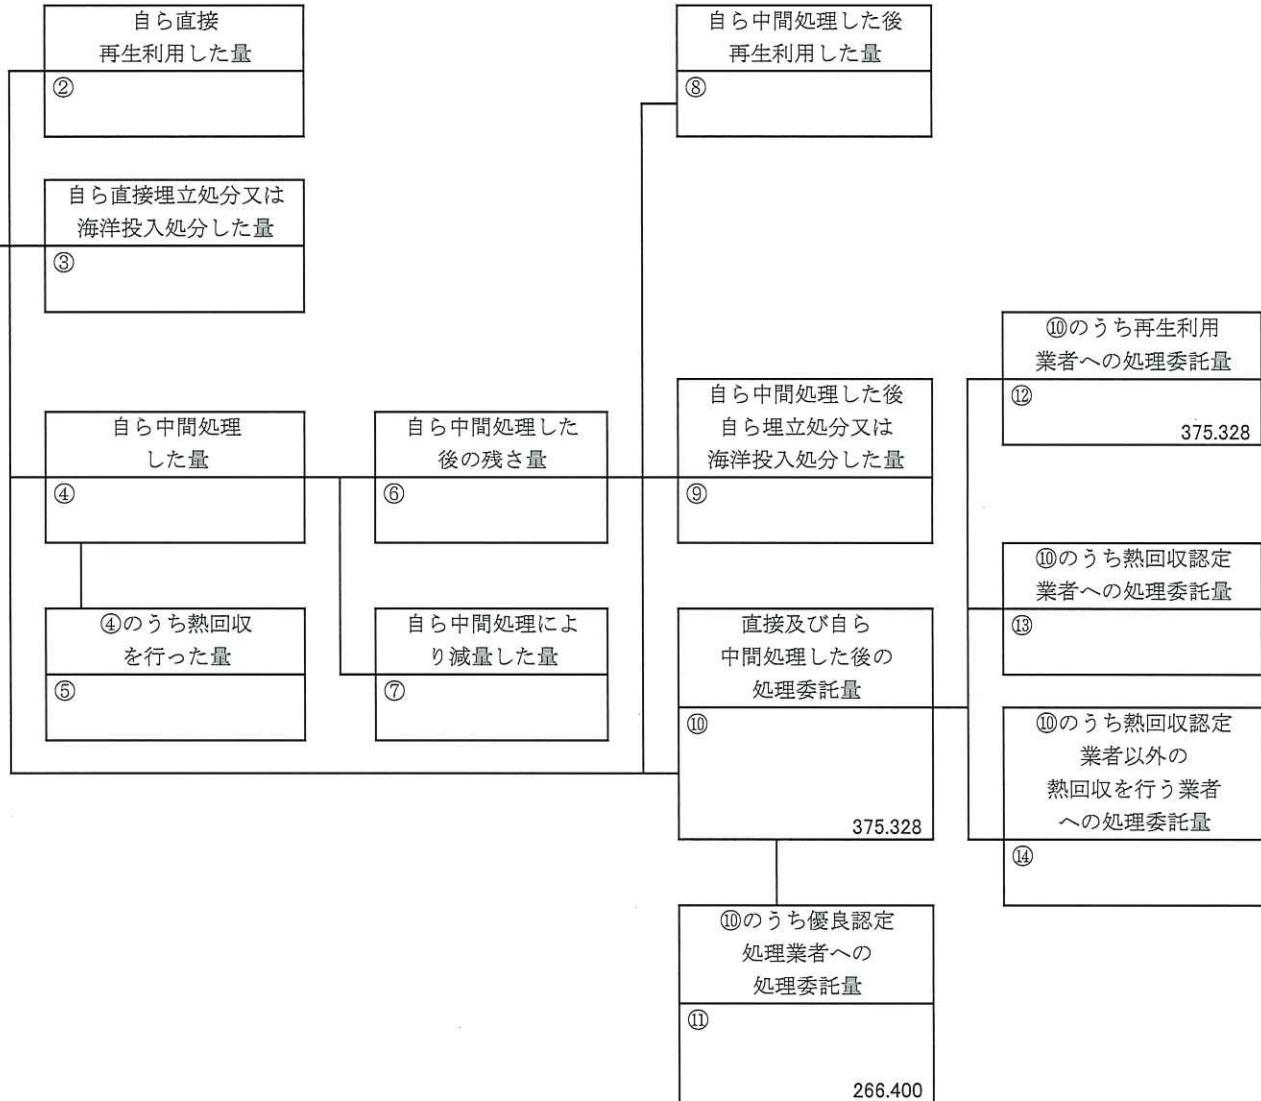 自ら直接
再生利用した量
②
自ら中間処理した後
再生利用した量
⑧
自ら直接埋立処分又は
海洋投入処分した量
③
⑩のうち再生利用
業者への処理委託量
⑫
375.328
自ら中間処理
した量
④
自ら中間処理した
後の残さ量
⑥
自ら中間処理した後
自ら埋立処分又は
海洋投入処分した量
⑨
⑩のうち熱回収認定
業者への処理委託量
⑬
④のうち熱回収
を行った量
⑤
自ら中間処理によ
り減量した量
⑦
直接及び自ら
中間処理した後の
処理委託量
⑩
375.328
⑩のうち熱回収認定
業者以外の
熱回収を行う業者
への処理委託量
⑭
⑩のうち優良認定
処理業者への
処理委託量
⑪
266.400